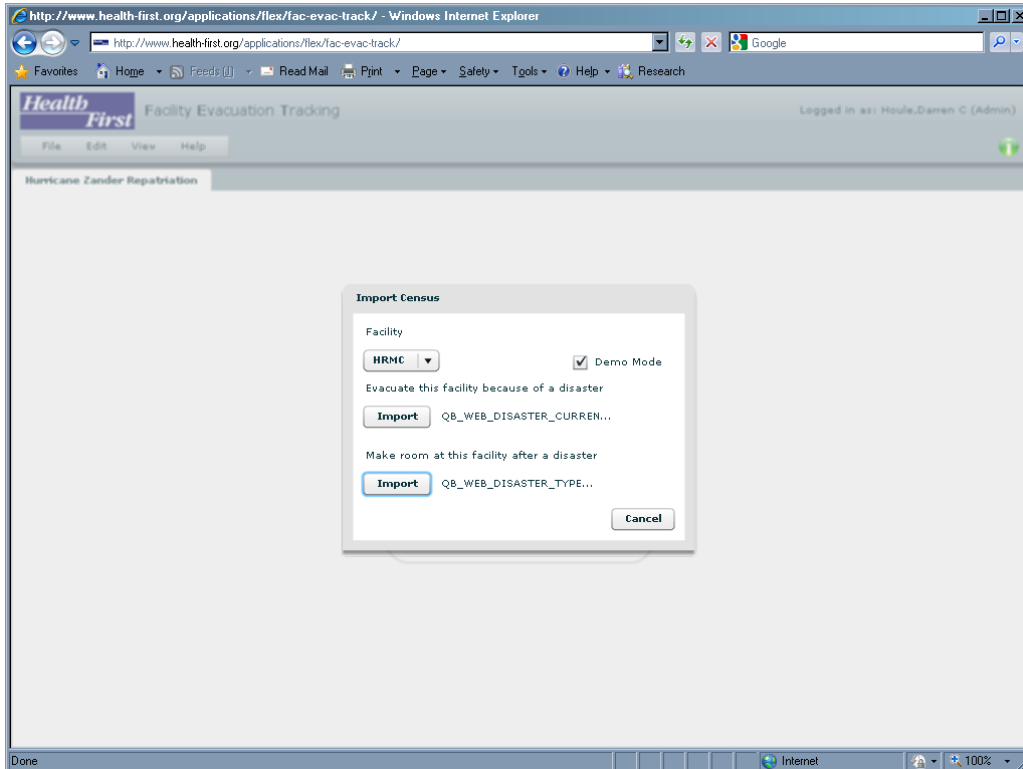 http://www.health-first.org/applications/flex/fac-evac-track/ - Windows Internet Explorer
http://www.health-first.org/applications/flex/fac-evac-track/
Google
Favorites Home Feeds (J) Read Mail Print Page Safety Tools Help Research
Health First Facility Evacuation Tracking Logged in as: Houle,Darren C (Admin)
File Edit View Help
Hurricane Zander Repatriation
Import Census
Facility
HRMC Demo Mode
Evacuate this facility because of a disaster
Import QB_WEB_DISASTER_CURREN...
Make room at this facility after a disaster
Import QB_WEB_DISASTER_TYPE...
Cancel
Done Internet 100%